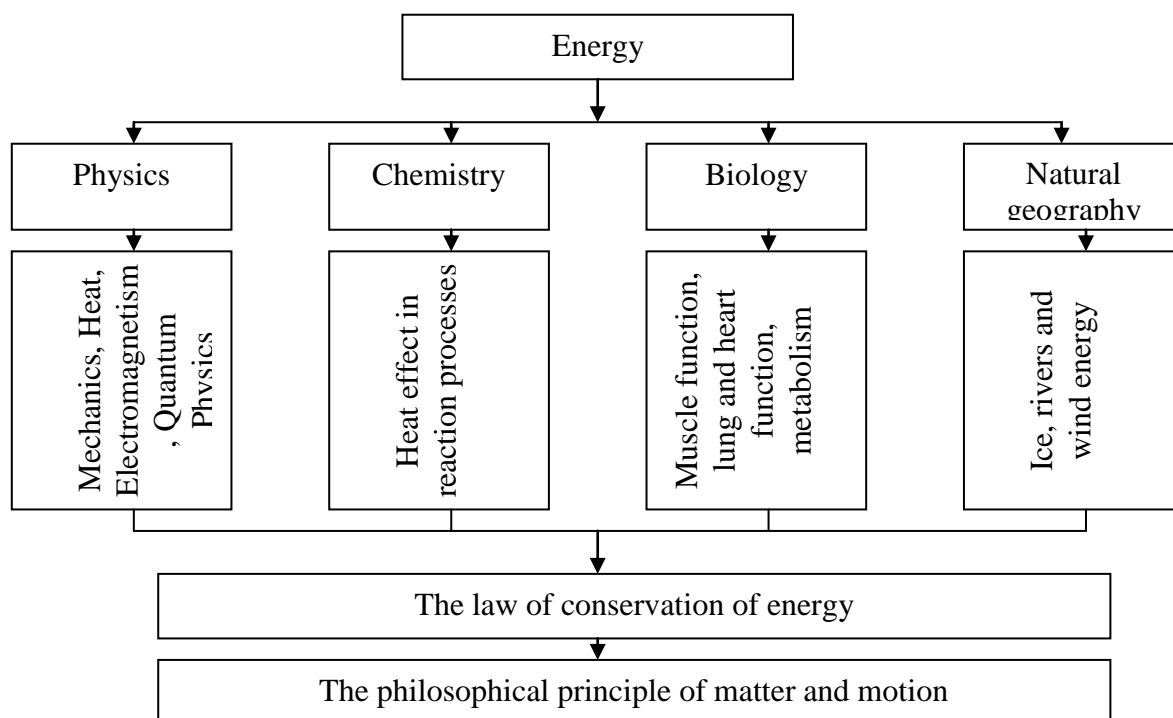 Energy
Physics
Chemistry
Biology
Natural
geography
Mechanics, Heat,
Electromagnetism
, Quantum
Physics
Heat effect in
reaction processes
Muscle function,
lung and heart
function,
metabolism
Ice, rivers and
wind energy
The law of conservation of energy
The philosophical principle of matter and motion